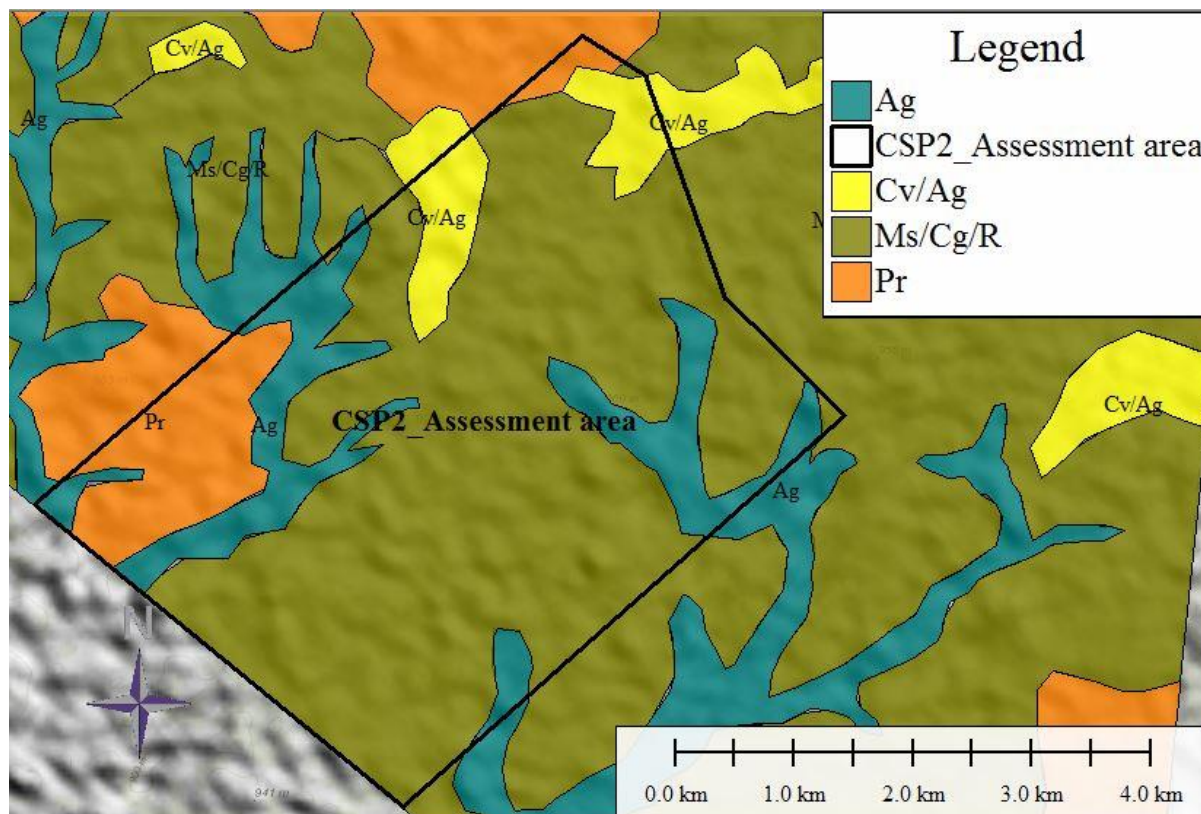 Legend
Ag
CSP2_Assessment area
Cv/Ag
Ms/Cg/R
Pr
Cv/Ag
Ag
Cv/Ag
Ms/Cg/R
Cv/Ag
M
Cv/Ag
Pr
Ag
CSP2_Assessment area
Ag
N
941 m
0.0 km 1.0 km 2.0 km 3.0 km 4.0 km